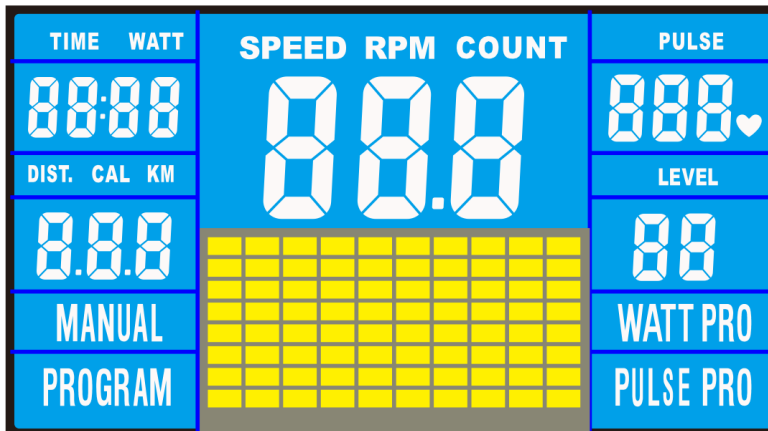 TIME WATT
88:88
DIST. CAL KM
8.8.8
MANUAL
PROGRAM
SPEED RPM COUNT
88.8
PULSE
888
LEVEL
88
WATT PRO
PULSE PRO